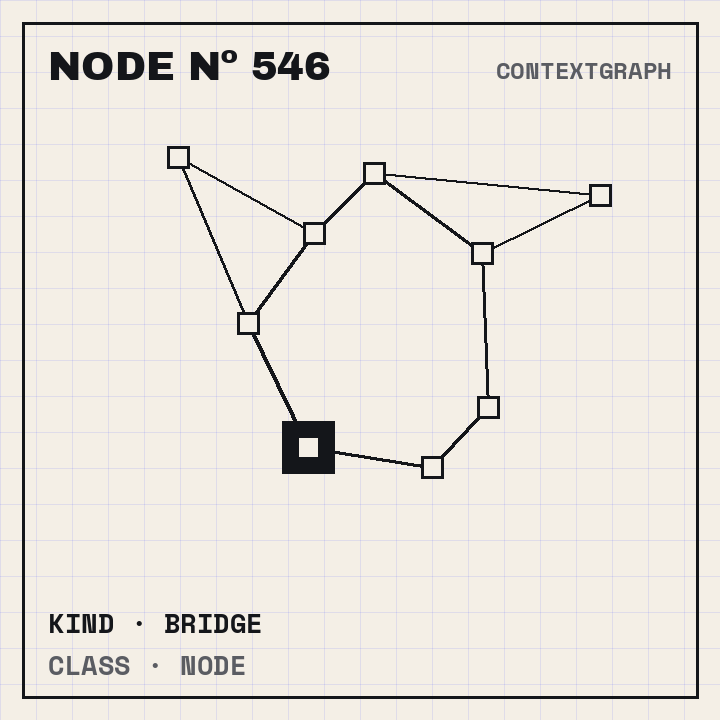 NODE Nº 546
CONTEXTGRAPH
KIND · BRIDGE
CLASS · NODE